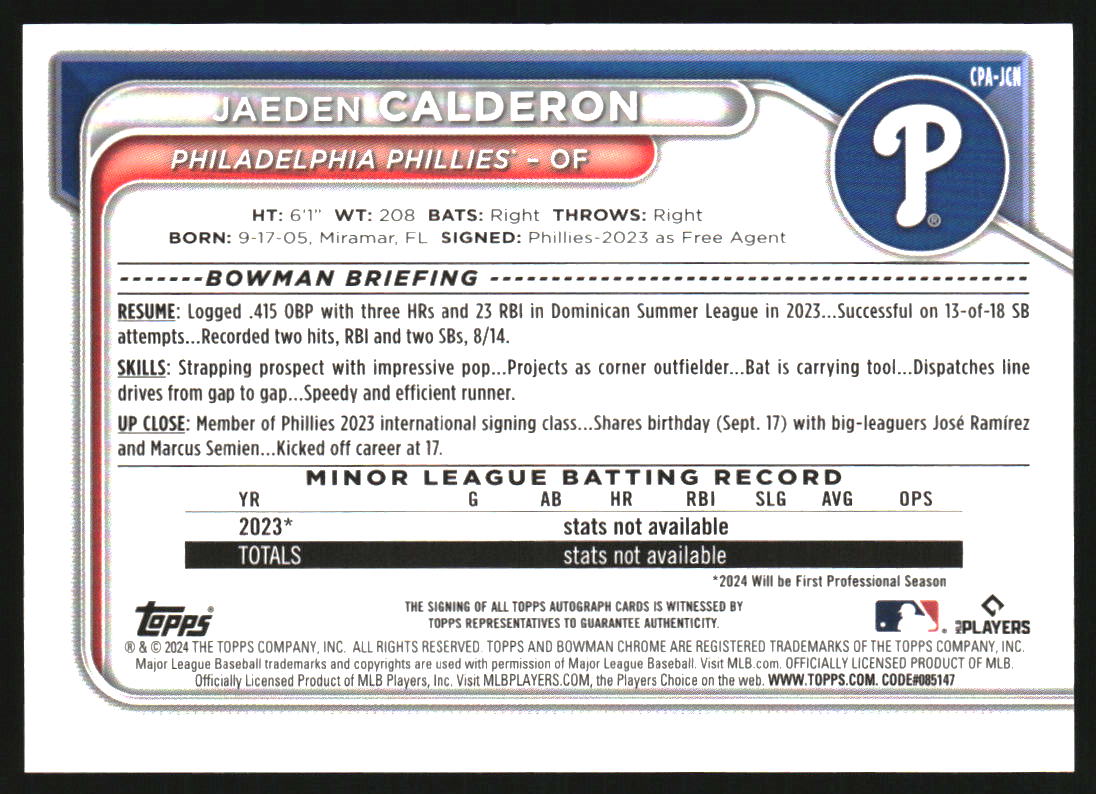 CPA-JCN
JAEDEN CALDERON
PHILADELPHIA PHILLIES* – OF
P®
HT: 6'1" WT: 208 BATS: Right THROWS: Right
BORN: 9-17-05, Miramar, FL SIGNED: Phillies-2023 as Free Agent
-------BOWMAN BRIEFING ----------------------------------------------
RESUME: Logged .415 OBP with three HRs and 23 RBI in Dominican Summer League in 2023...Successful on 13-of-18 SB
attempts...Recorded two hits, RBI and two SBs, 8/14.
SKILLS: Strapping prospect with impressive pop...Projects as corner outfielder...Bat is carrying tool...Dispatches line
drives from gap to gap...Speedy and efficient runner.
UP CLOSE: Member of Phillies 2023 international signing class...Shares birthday (Sept. 17) with big-leaguers José Ramírez
and Marcus Semien...Kicked off career at 17.
MINOR LEAGUE BATTING RECORD
YR G AB HR RBI SLG AVG OPS
2023* stats not available
TOTALS stats not available
*2024 Will be First Professional Season
THE SIGNING OF ALL TOPPS AUTOGRAPH CARDS IS WITNESSED BY
TOPPS REPRESENTATIVES TO GUARANTEE AUTHENTICITY.
TOPPS®
PLAYERS
® & © 2024 THE TOPPS COMPANY, INC. ALL RIGHTS RESERVED. TOPPS AND BOWMAN CHROME ARE REGISTERED TRADEMARKS OF THE TOPPS COMPANY, INC.
Major League Baseball trademarks and copyrights are used with permission of Major League Baseball. Visit MLB.com. OFFICIALLY LICENSED PRODUCT OF MLB.
Officially Licensed Product of MLB Players, Inc. Visit MLBPLAYERS.COM, the Players Choice on the web. WWW.TOPPS.COM. CODE#085147